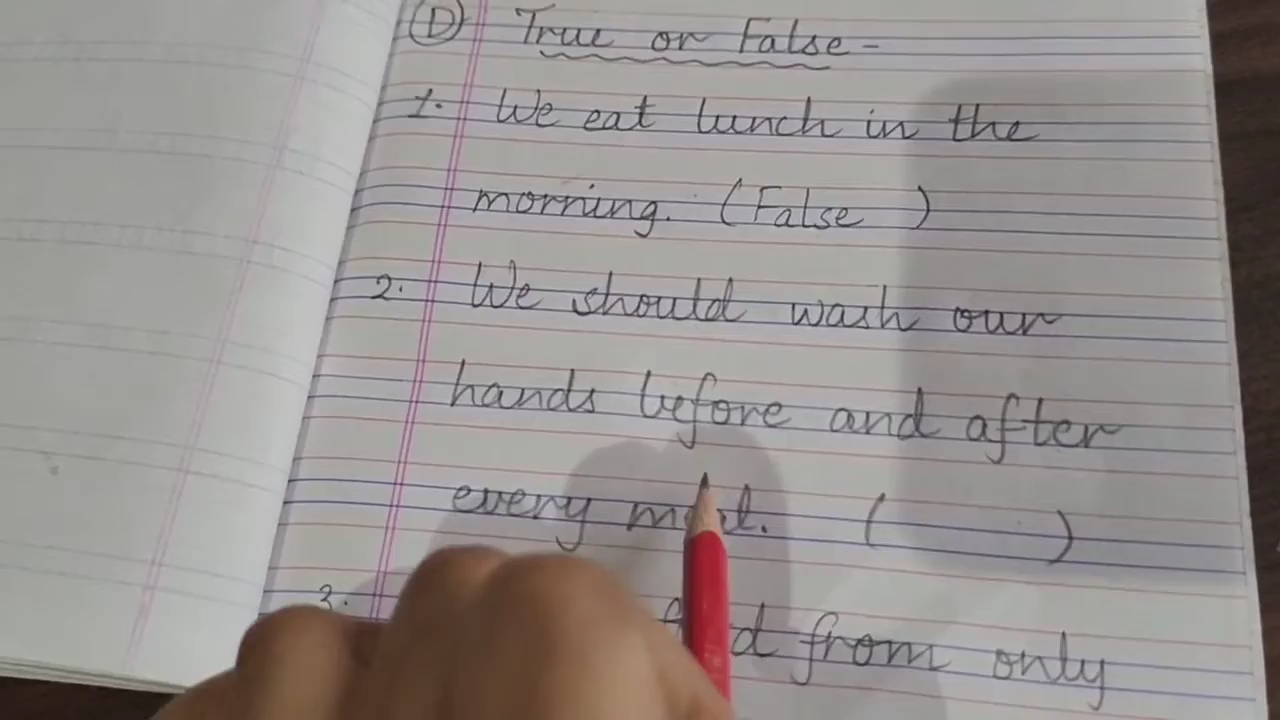 D True or False -
1. We eat lunch in the
morning. (False )
2. We should wash our
hands before and after
every meal. ( )
3. from only